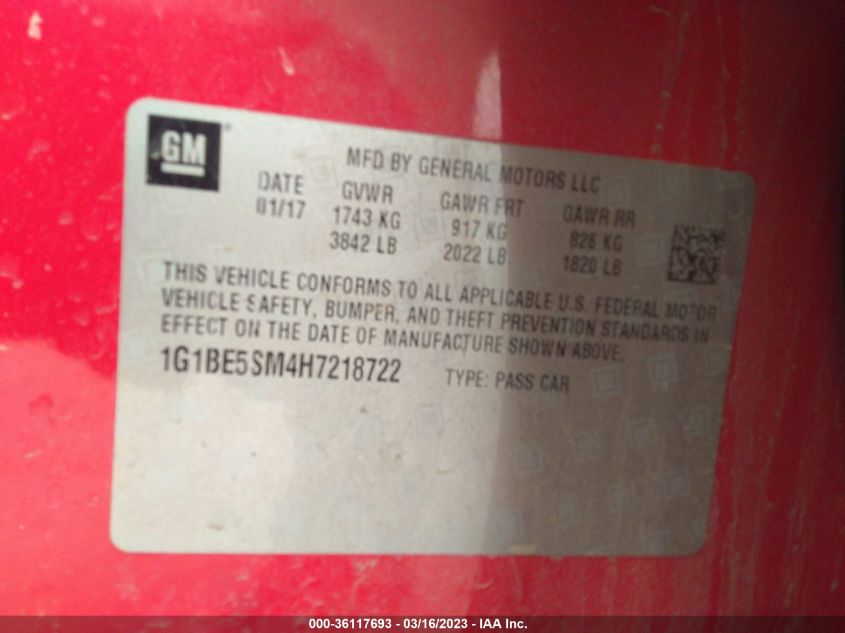 GM
MFD BY GENERAL MOTORS LLC
DATE GVWR GAWR FRT GAWR RR
01/17 1743 KG 917 KG 826 KG
3842 LB 2022 LB 1820 LB
THIS VEHICLE CONFORMS TO ALL APPLICABLE U.S. FEDERAL MOTOR
VEHICLE SAFETY, BUMPER, AND THEFT PREVENTION STANDARDS IN
EFFECT ON THE DATE OF MANUFACTURE SHOWN ABOVE.
1G1BE5SM4H7218722 TYPE: PASS CAR
000-36117693 - 03/16/2023 - IAA Inc.